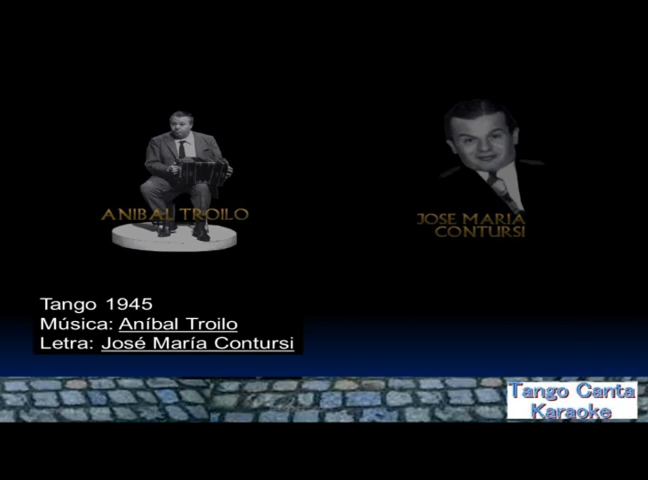 ANIBAL TROILO
JOSE MARIA
CONTURSI
Tango 1945
Música: Aníbal Troilo
Letra: José María Contursi
Tango Canta
Karaoke